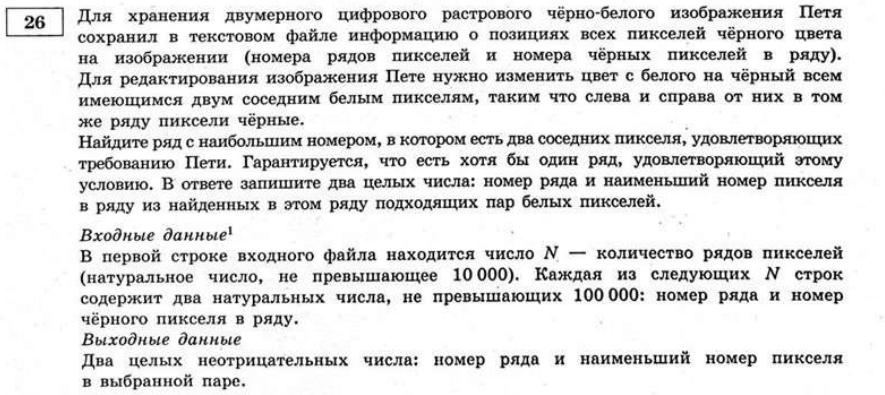 26
Для хранения двумерного цифрового растрового чёрно-белого изображения Петя
сохранил в текстовом файле информацию о позициях всех пикселей чёрного цвета
на изображении (номера рядов пикселей и номера чёрных пикселей в ряду).
Для редактирования изображения Пете нужно изменить цвет с белого на чёрный всем
имеющимся двум соседним белым пикселям, таким что слева и справа от них в том
же ряду пиксели чёрные.
Найдите ряд с наибольшим номером, в котором есть два соседних пикселя, удовлетворяющих
требованию Пети. Гарантируется, что есть хотя бы один ряд, удовлетворяющий этому
условию. В ответе запишите два целых числа: номер ряда и наименьший номер пикселя
в ряду из найденных в этом ряду подходящих пар белых пикселей.
Входные данные¹
В первой строке входного файла находится число N — количество рядов пикселей
(натуральное число, не превышающее 10 000). Каждая из следующих N строк
содержит два натуральных числа, не превышающих 100 000: номер ряда и номер
чёрного пикселя в ряду.
Выходные данные
Два целых неотрицательных числа: номер ряда и наименьший номер пикселя
в выбранной паре.